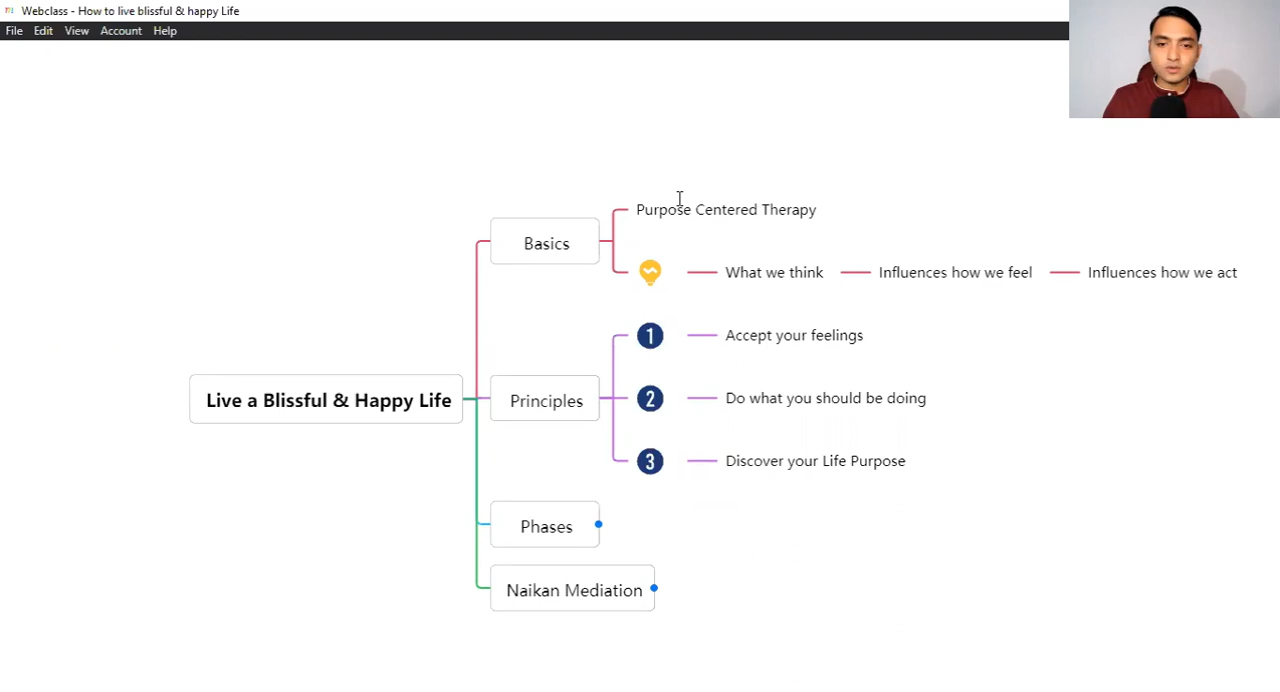 Webclass - How to live blissful & happy Life
File Edit View Account Help
Purpose Centered Therapy
Basics
What we think Influences how we feel Influences how we act
1 Accept your feelings
Live a Blissful & Happy Life
Principles
2 Do what you should be doing
3 Discover your Life Purpose
Phases
Naikan Mediation